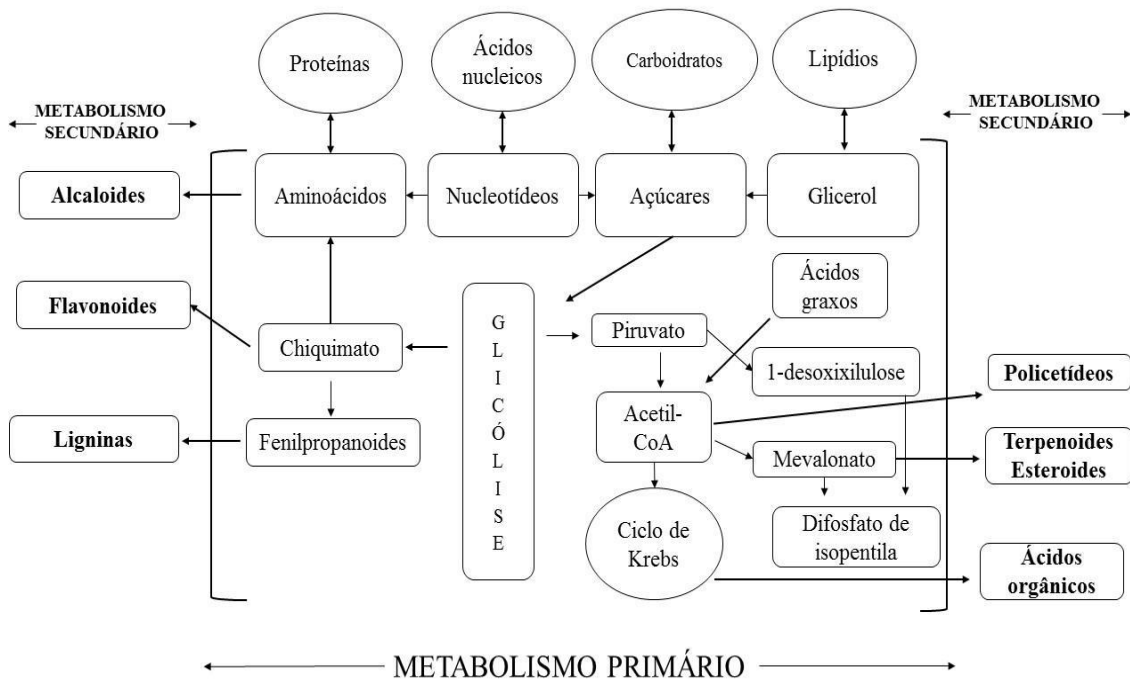 Proteínas
Ácidos
nucleicos
Carboidratos
Lipídios
METABOLISMO
SECUNDÁRIO
METABOLISMO
SECUNDÁRIO
Alcaloides
Aminoácidos
Nucleotídeos
Açúcares
Glicerol
Flavonoides
Chiquimato
G
L
I
C
Ó
L
I
S
E
Piruvato
Ácidos
graxos
1-desoxixilulose
Policetídeos
Ligninas
Fenilpropanoides
Acetil-
CoA
Mevalonato
Terpenoides
Esteroides
Ciclo de
Krebs
Difosfato de
isopentila
Ácidos
orgânicos
METABOLISMO PRIMÁRIO